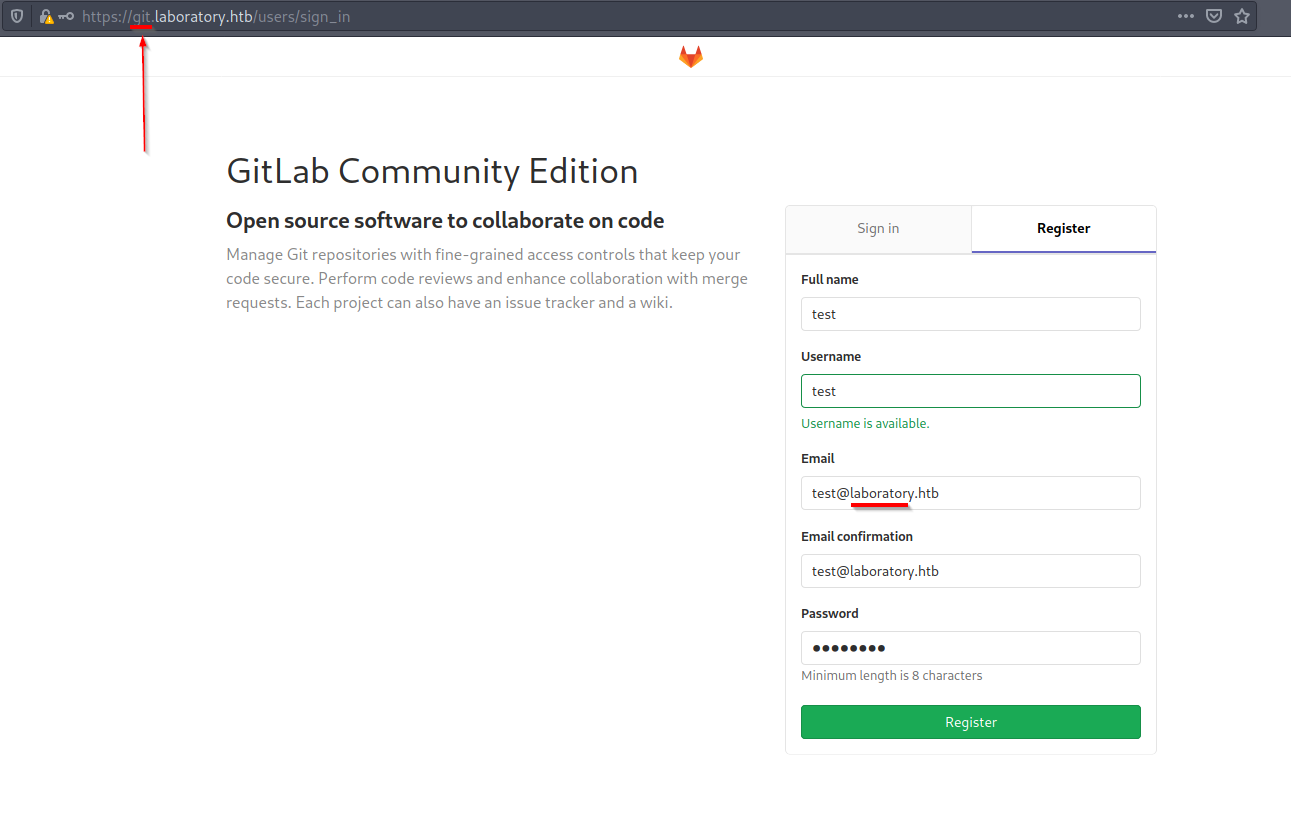 https://git.laboratory.htb/users/sign_in
GitLab Community Edition
Open source software to collaborate on code
Manage Git repositories with fine-grained access controls that keep your
code secure. Perform code reviews and enhance collaboration with merge
requests. Each project can also have an issue tracker and a wiki.
Sign in
Register
Full name
test
Username
test
Username is available.
Email
test@laboratory.htb
Email confirmation
test@laboratory.htb
Password
●●●●●●●●
Minimum length is 8 characters
Register